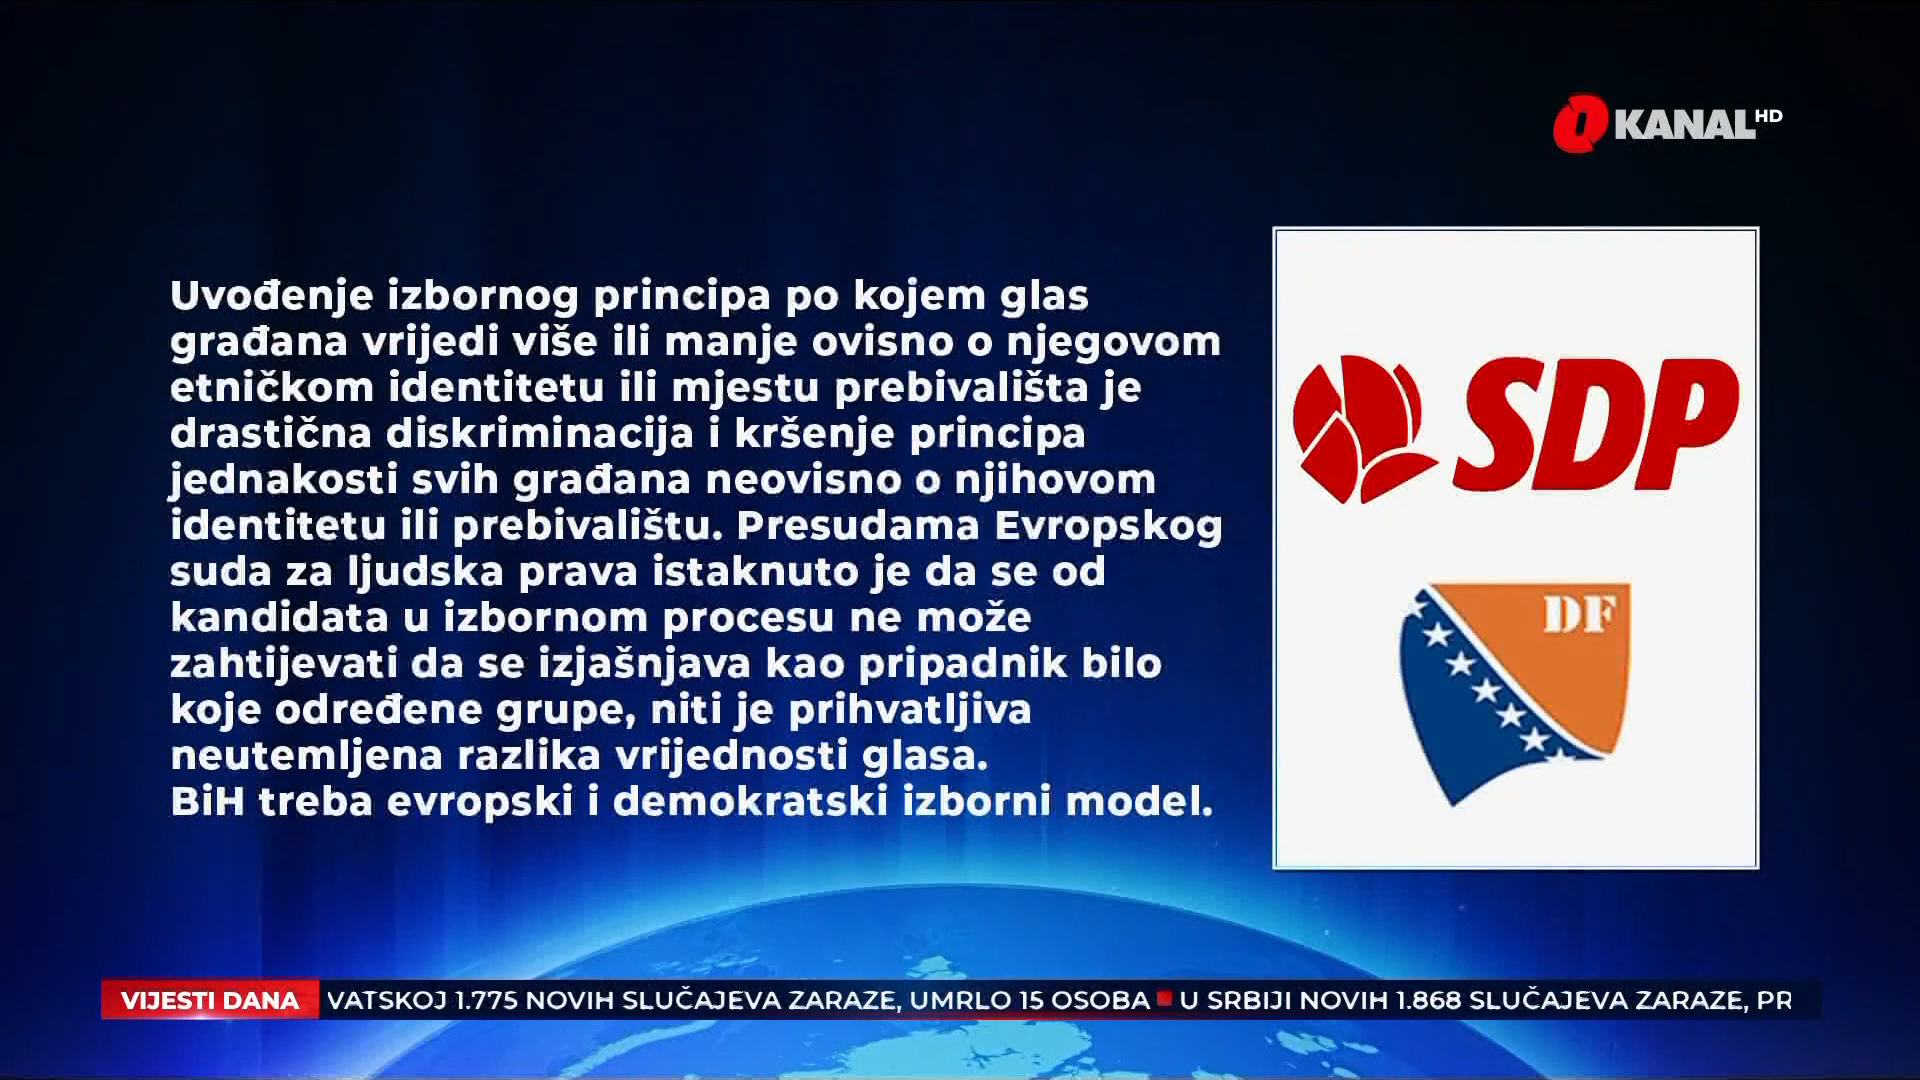 KANAL HD
Uvođenje izbornog principa po kojem glas
građana vrijedi više ili manje ovisno o njegovom
etničkom identitetu ili mjestu prebivališta je
drastična diskriminacija i kršenje principa
jednakosti svih građana neovisno o njihovom
identitetu ili prebivalištu. Presudama Evropskog
suda za ljudska prava istaknuto je da se od
kandidata u izbornom procesu ne može
zahtijevati da se izjašnjava kao pripadnik bilo
koje određene grupe, niti je prihvatljiva
neutemljena razlika vrijednosti glasa.
BiH treba evropski i demokratski izborni model.
SDP
DF
VIJESTI DANA VATSKOJ 1.775 NOVIH SLUČAJEVA ZARAZE, UMRLO 15 OSOBA U SRBIJI NOVIH 1.868 SLUČAJEVA ZARAZE, PR